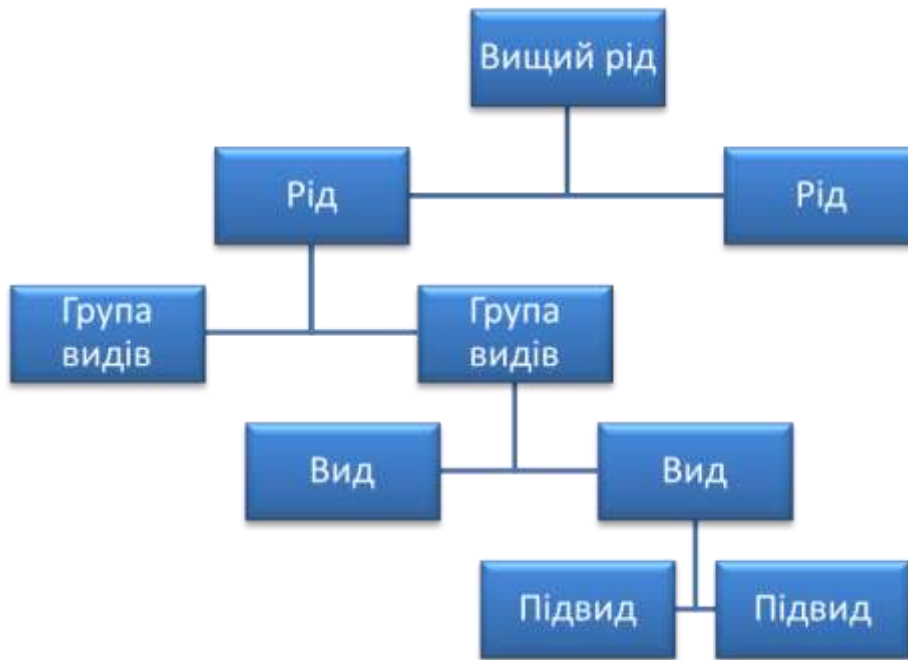 Вищий рід
Рід
Рід
Група
видів
Група
видів
Вид
Вид
Підвид
Підвид